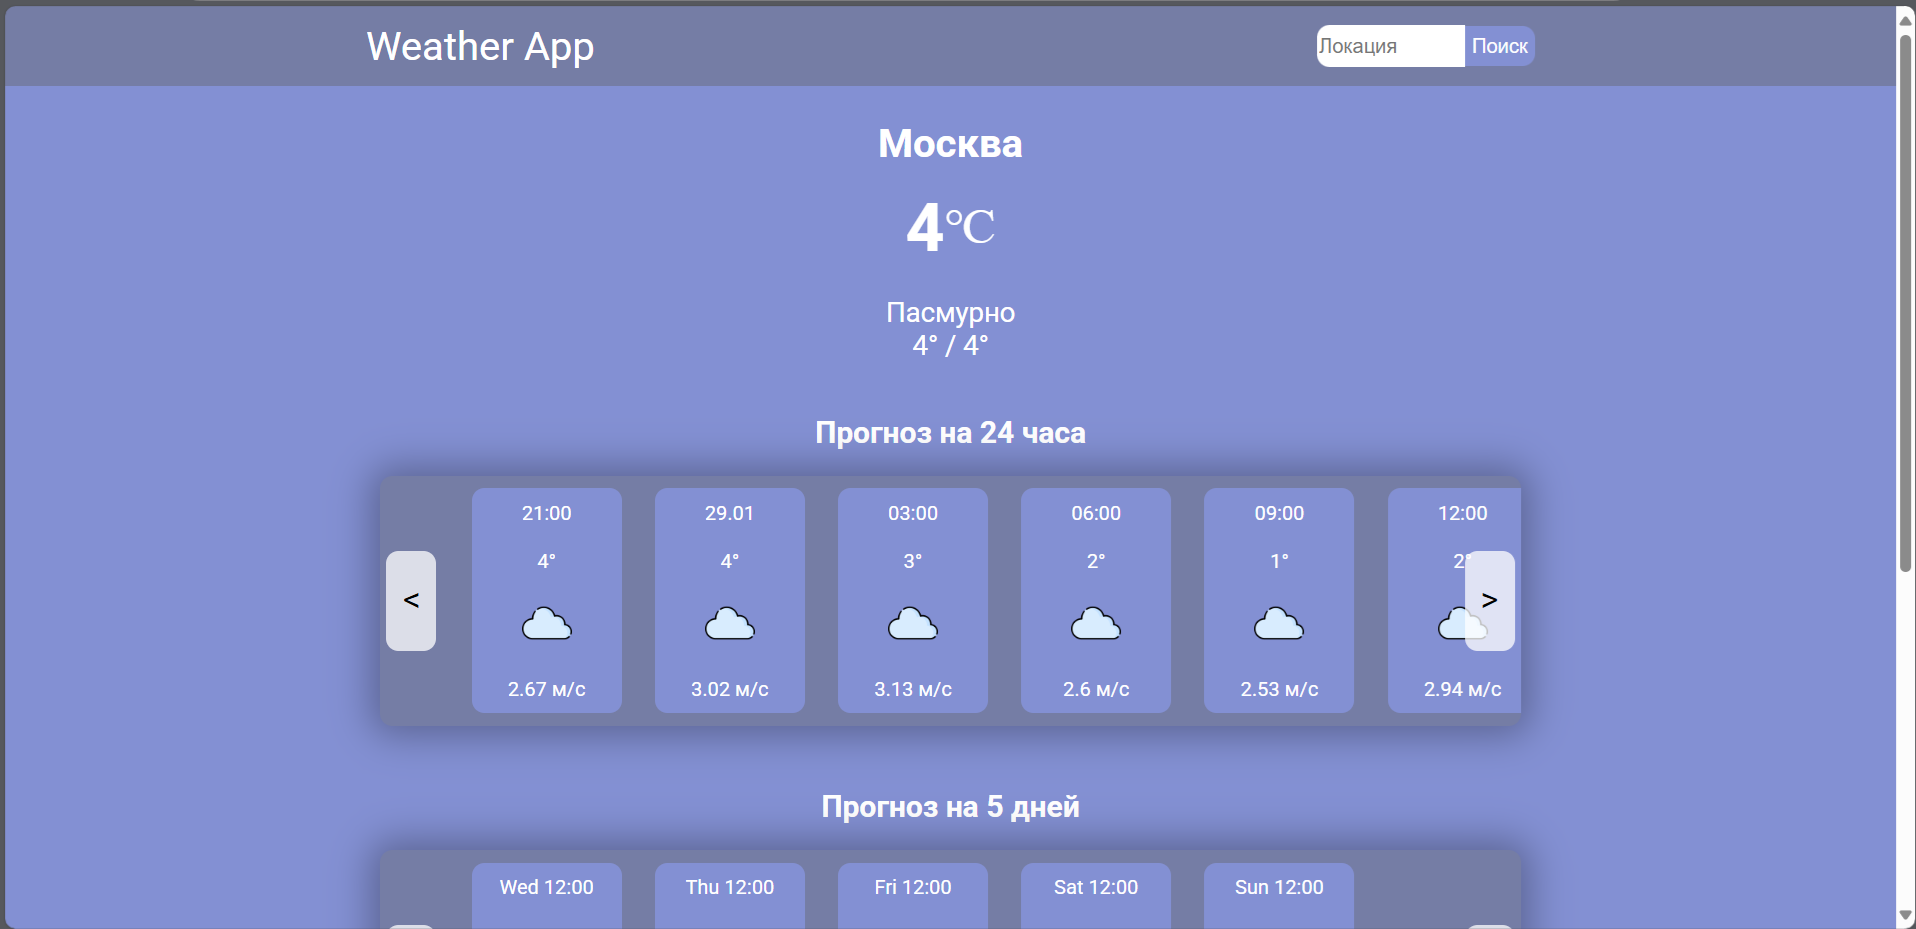 Weather App
Локация Поиск
Москва
4℃
Пасмурно
4° / 4°
Прогноз на 24 часа
21:00 29.01 03:00 06:00 09:00 12:00
4° 4° 3° 2° 1° 2°
< >
2.67 м/с 3.02 м/с 3.13 м/с 2.6 м/с 2.53 м/с 2.94 м/с
Прогноз на 5 дней
Wed 12:00 Thu 12:00 Fri 12:00 Sat 12:00 Sun 12:00